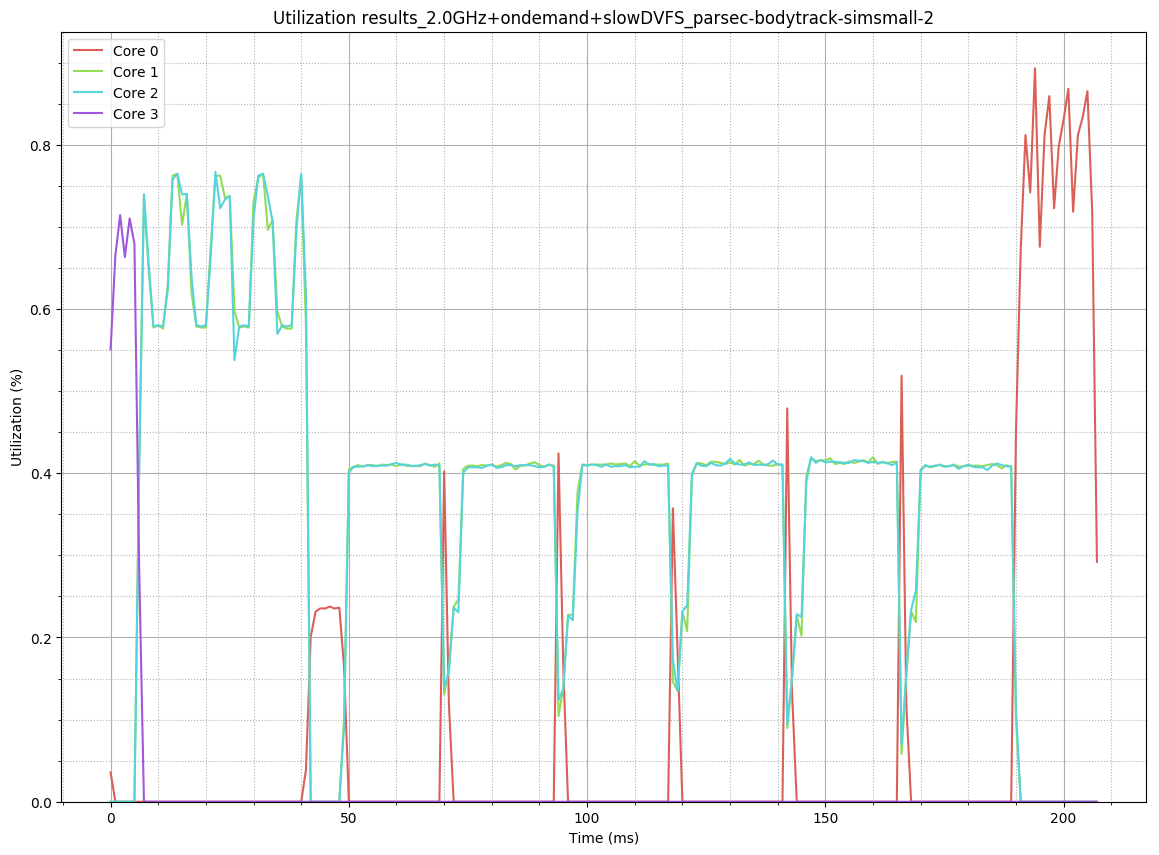 Utilization results_2.0GHz+ondemand+slowDVFS_parsec-bodytrack-simsmall-2
Core 0
Core 1
Core 2
Core 3
Utilization (%)
0.8
0.6
0.4
0.2
0.0
0 50 100 150 200
Time (ms)